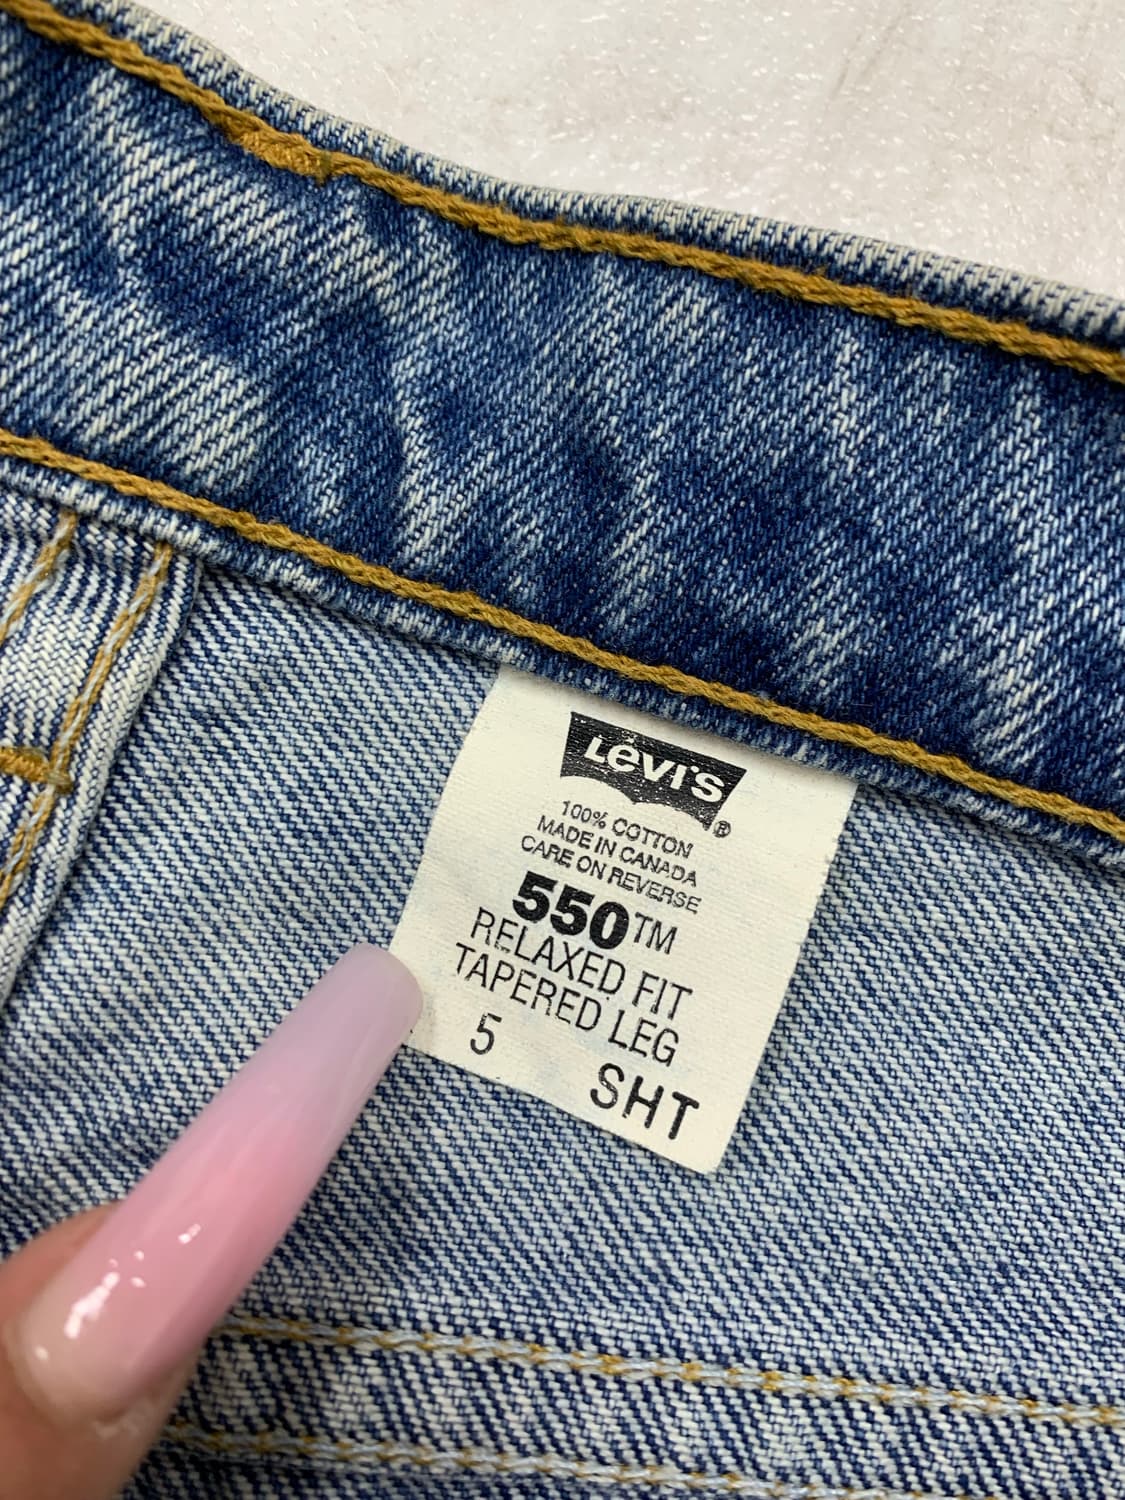 Levi's®
100% COTTON
MADE IN CANADA
CARE ON REVERSE
550™
RELAXED FIT
TAPERED LEG
5
SHT